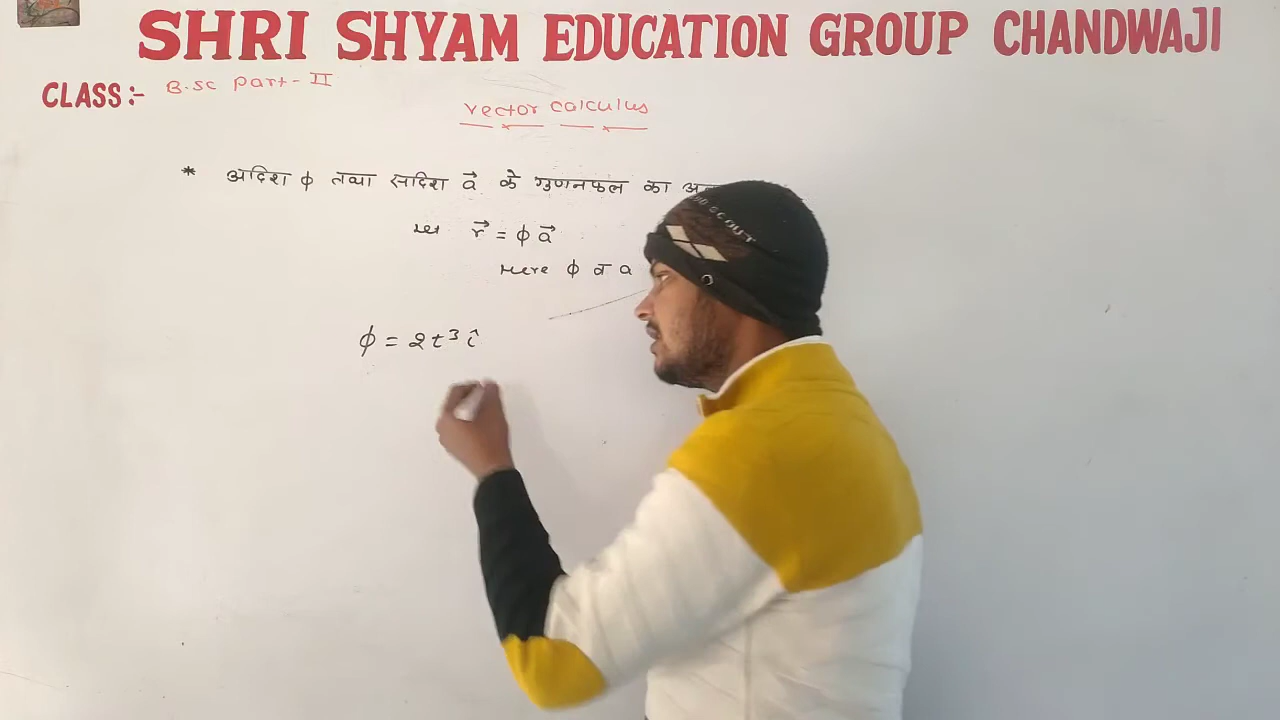 SHRI SHYAM EDUCATION GROUP CHANDWAJI
CLASS:- B.SC Part-II
vector calculus
* अदिश ϕ तथा सदिश a⃗ के गुणनफल का
r⃗ = ϕ a⃗
Here ϕ व a
ϕ = 2t³ î